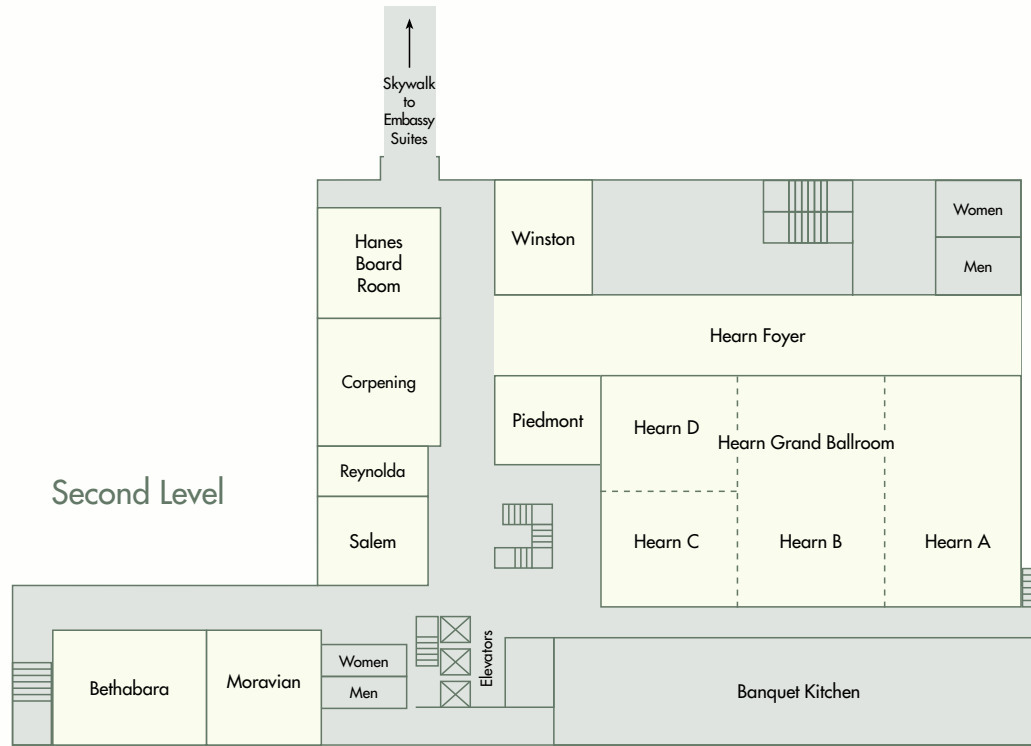 Skywalk
to
Embassy
Suites
Women
Winston
Hanes
Board
Room
Men
Hearn Foyer
Corpening
Piedmont
Hearn D
Hearn Grand Ballroom
Reynolda
Second Level
Salem
Hearn C
Hearn B
Hearn A
Elevators
Women
Bethabara
Moravian
Men
Banquet Kitchen